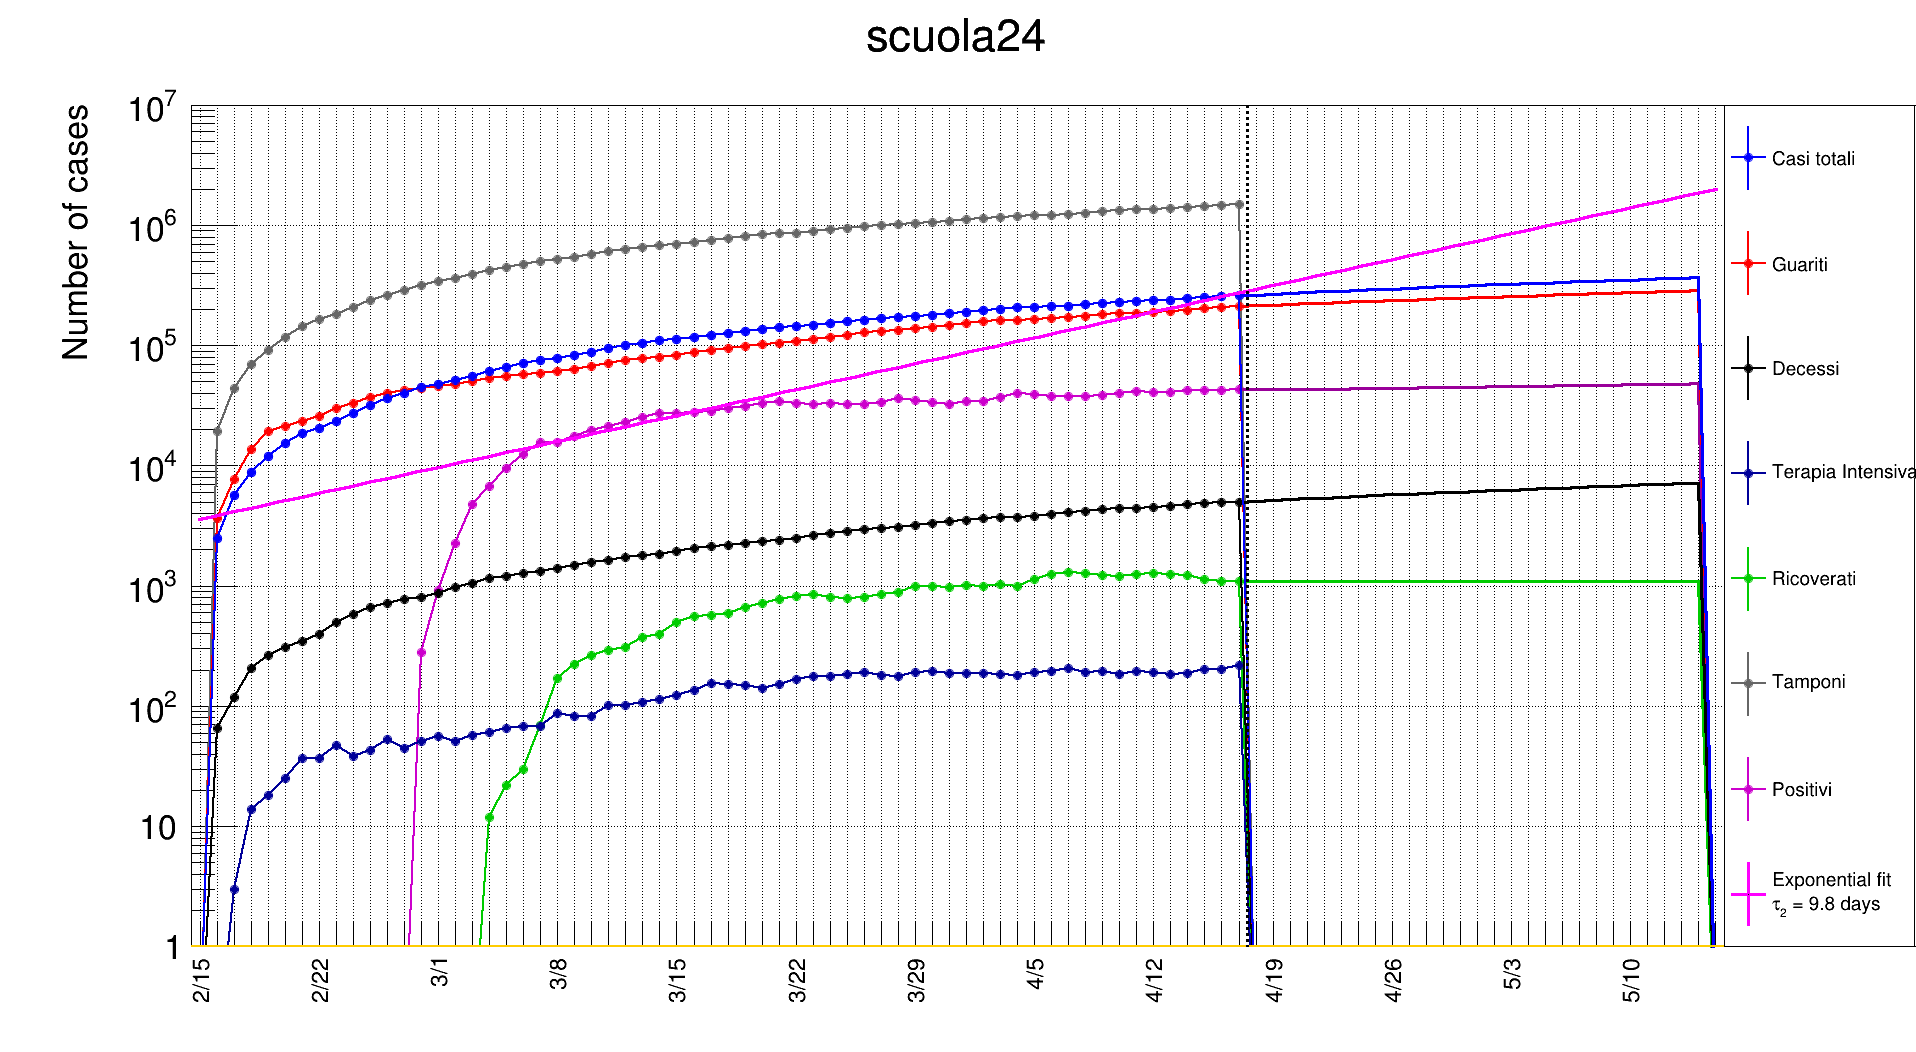 scuola24
Number of cases
10^7
10^6
10^5
10^4
10^3
10^2
10
1
2/15
2/22
3/1
3/8
3/15
3/22
3/29
4/5
4/12
4/19
4/26
5/3
5/10
Casi totali
Guariti
Decessi
Terapia Intensiva
Ricoverati
Tamponi
Positivi
Exponential fit
τ_2 = 9.8 days